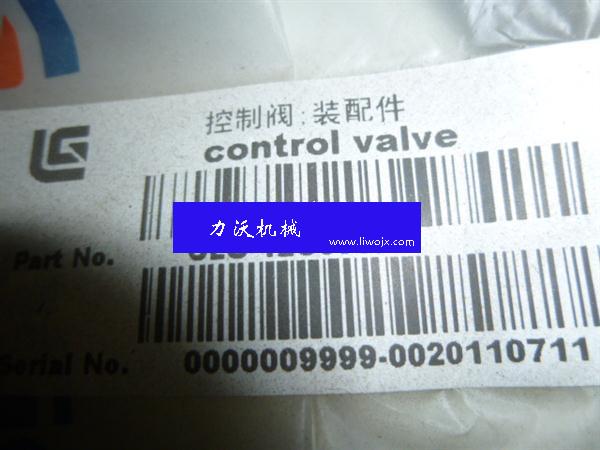 控制阀:装配件
LG
control valve
力沃机械
www.liwojx.com
Part No.
Serial No. 0000009999-0020110711